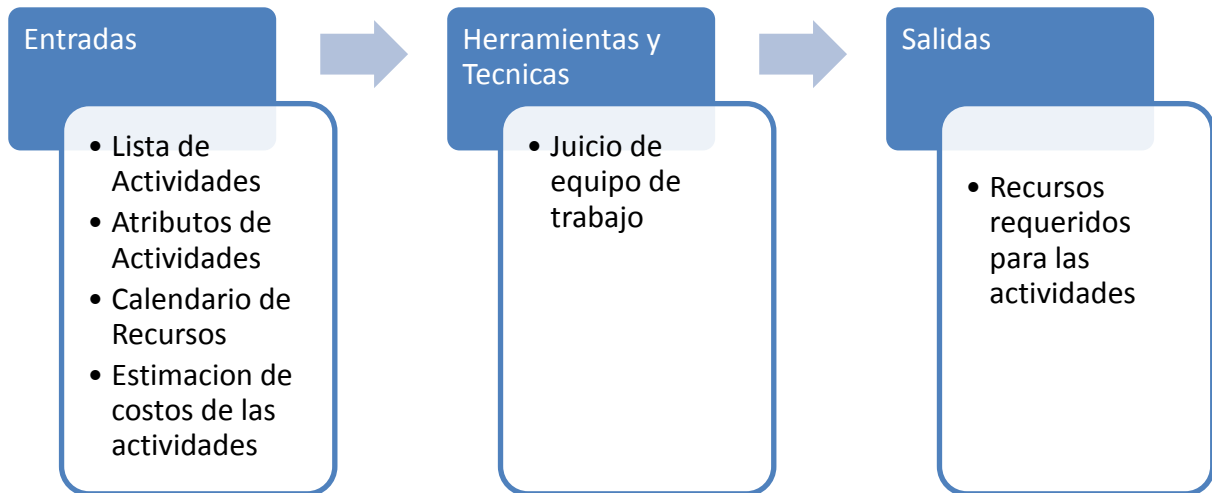 Entradas
• Lista de
Actividades
• Atributos de
Actividades
• Calendario de
Recursos
• Estimacion de
costos de las
actividades
Herramientas y
Tecnicas
• Juicio de
equipo de
trabajo
Salidas
• Recursos
requeridos
para las
actividades